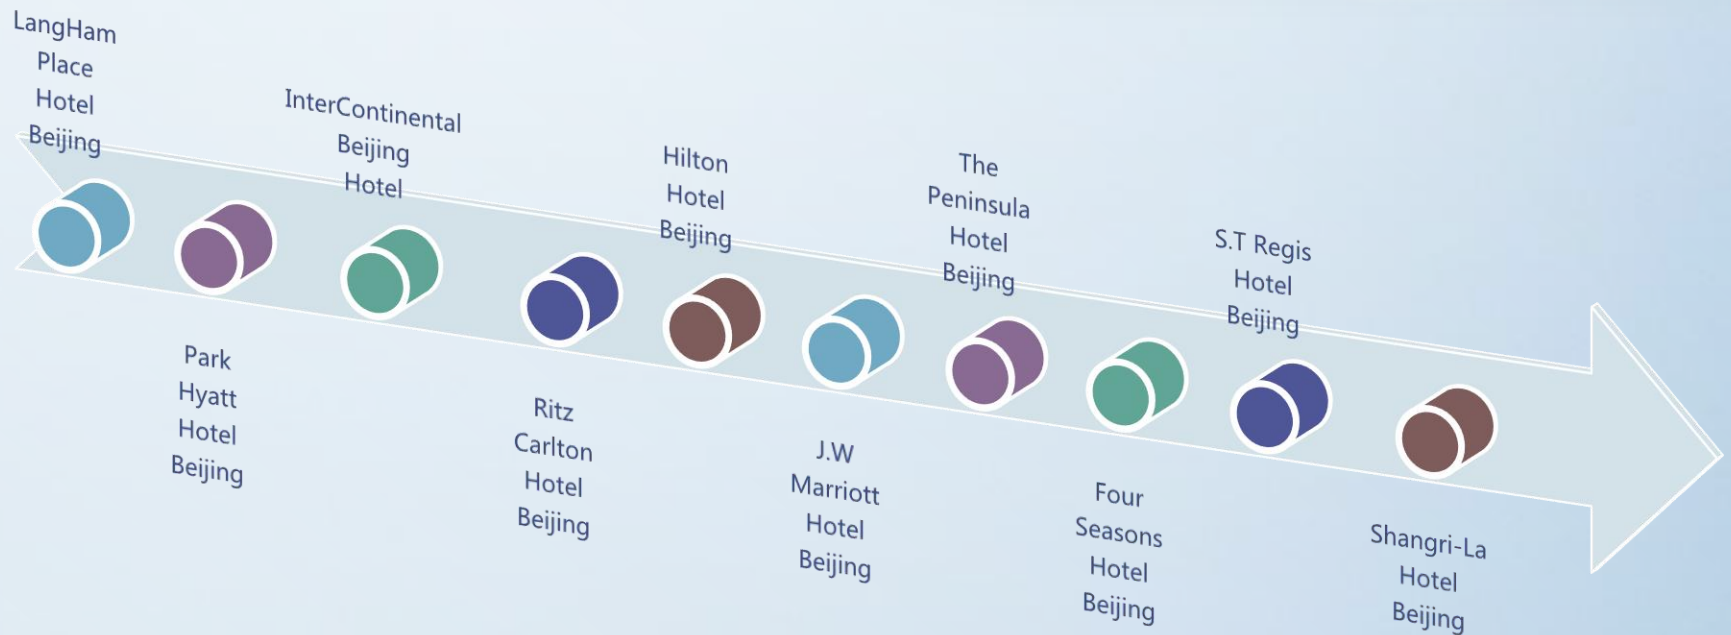 LangHam
Place
Hotel
Beijing
Park
Hyatt
Hotel
Beijing
InterContinental
Beijing
Hotel
Ritz
Carlton
Hotel
Beijing
Hilton
Hotel
Beijing
J.W
Marriott
Hotel
Beijing
The
Peninsula
Hotel
Beijing
Four
Seasons
Hotel
Beijing
S.T Regis
Hotel
Beijing
Shangri-La
Hotel
Beijing